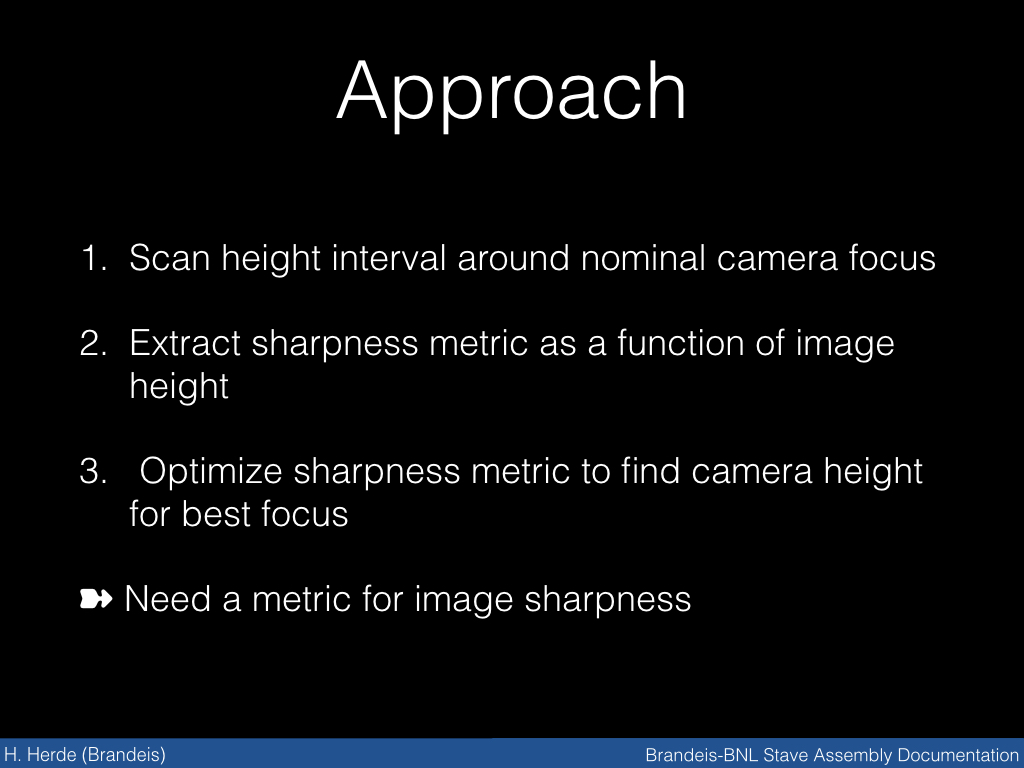 Approach
1. Scan height interval around nominal camera focus
2. Extract sharpness metric as a function of image
height
3. Optimize sharpness metric to find camera height
for best focus
➽ Need a metric for image sharpness
H. Herde (Brandeis)
Brandeis-BNL Stave Assembly Documentation